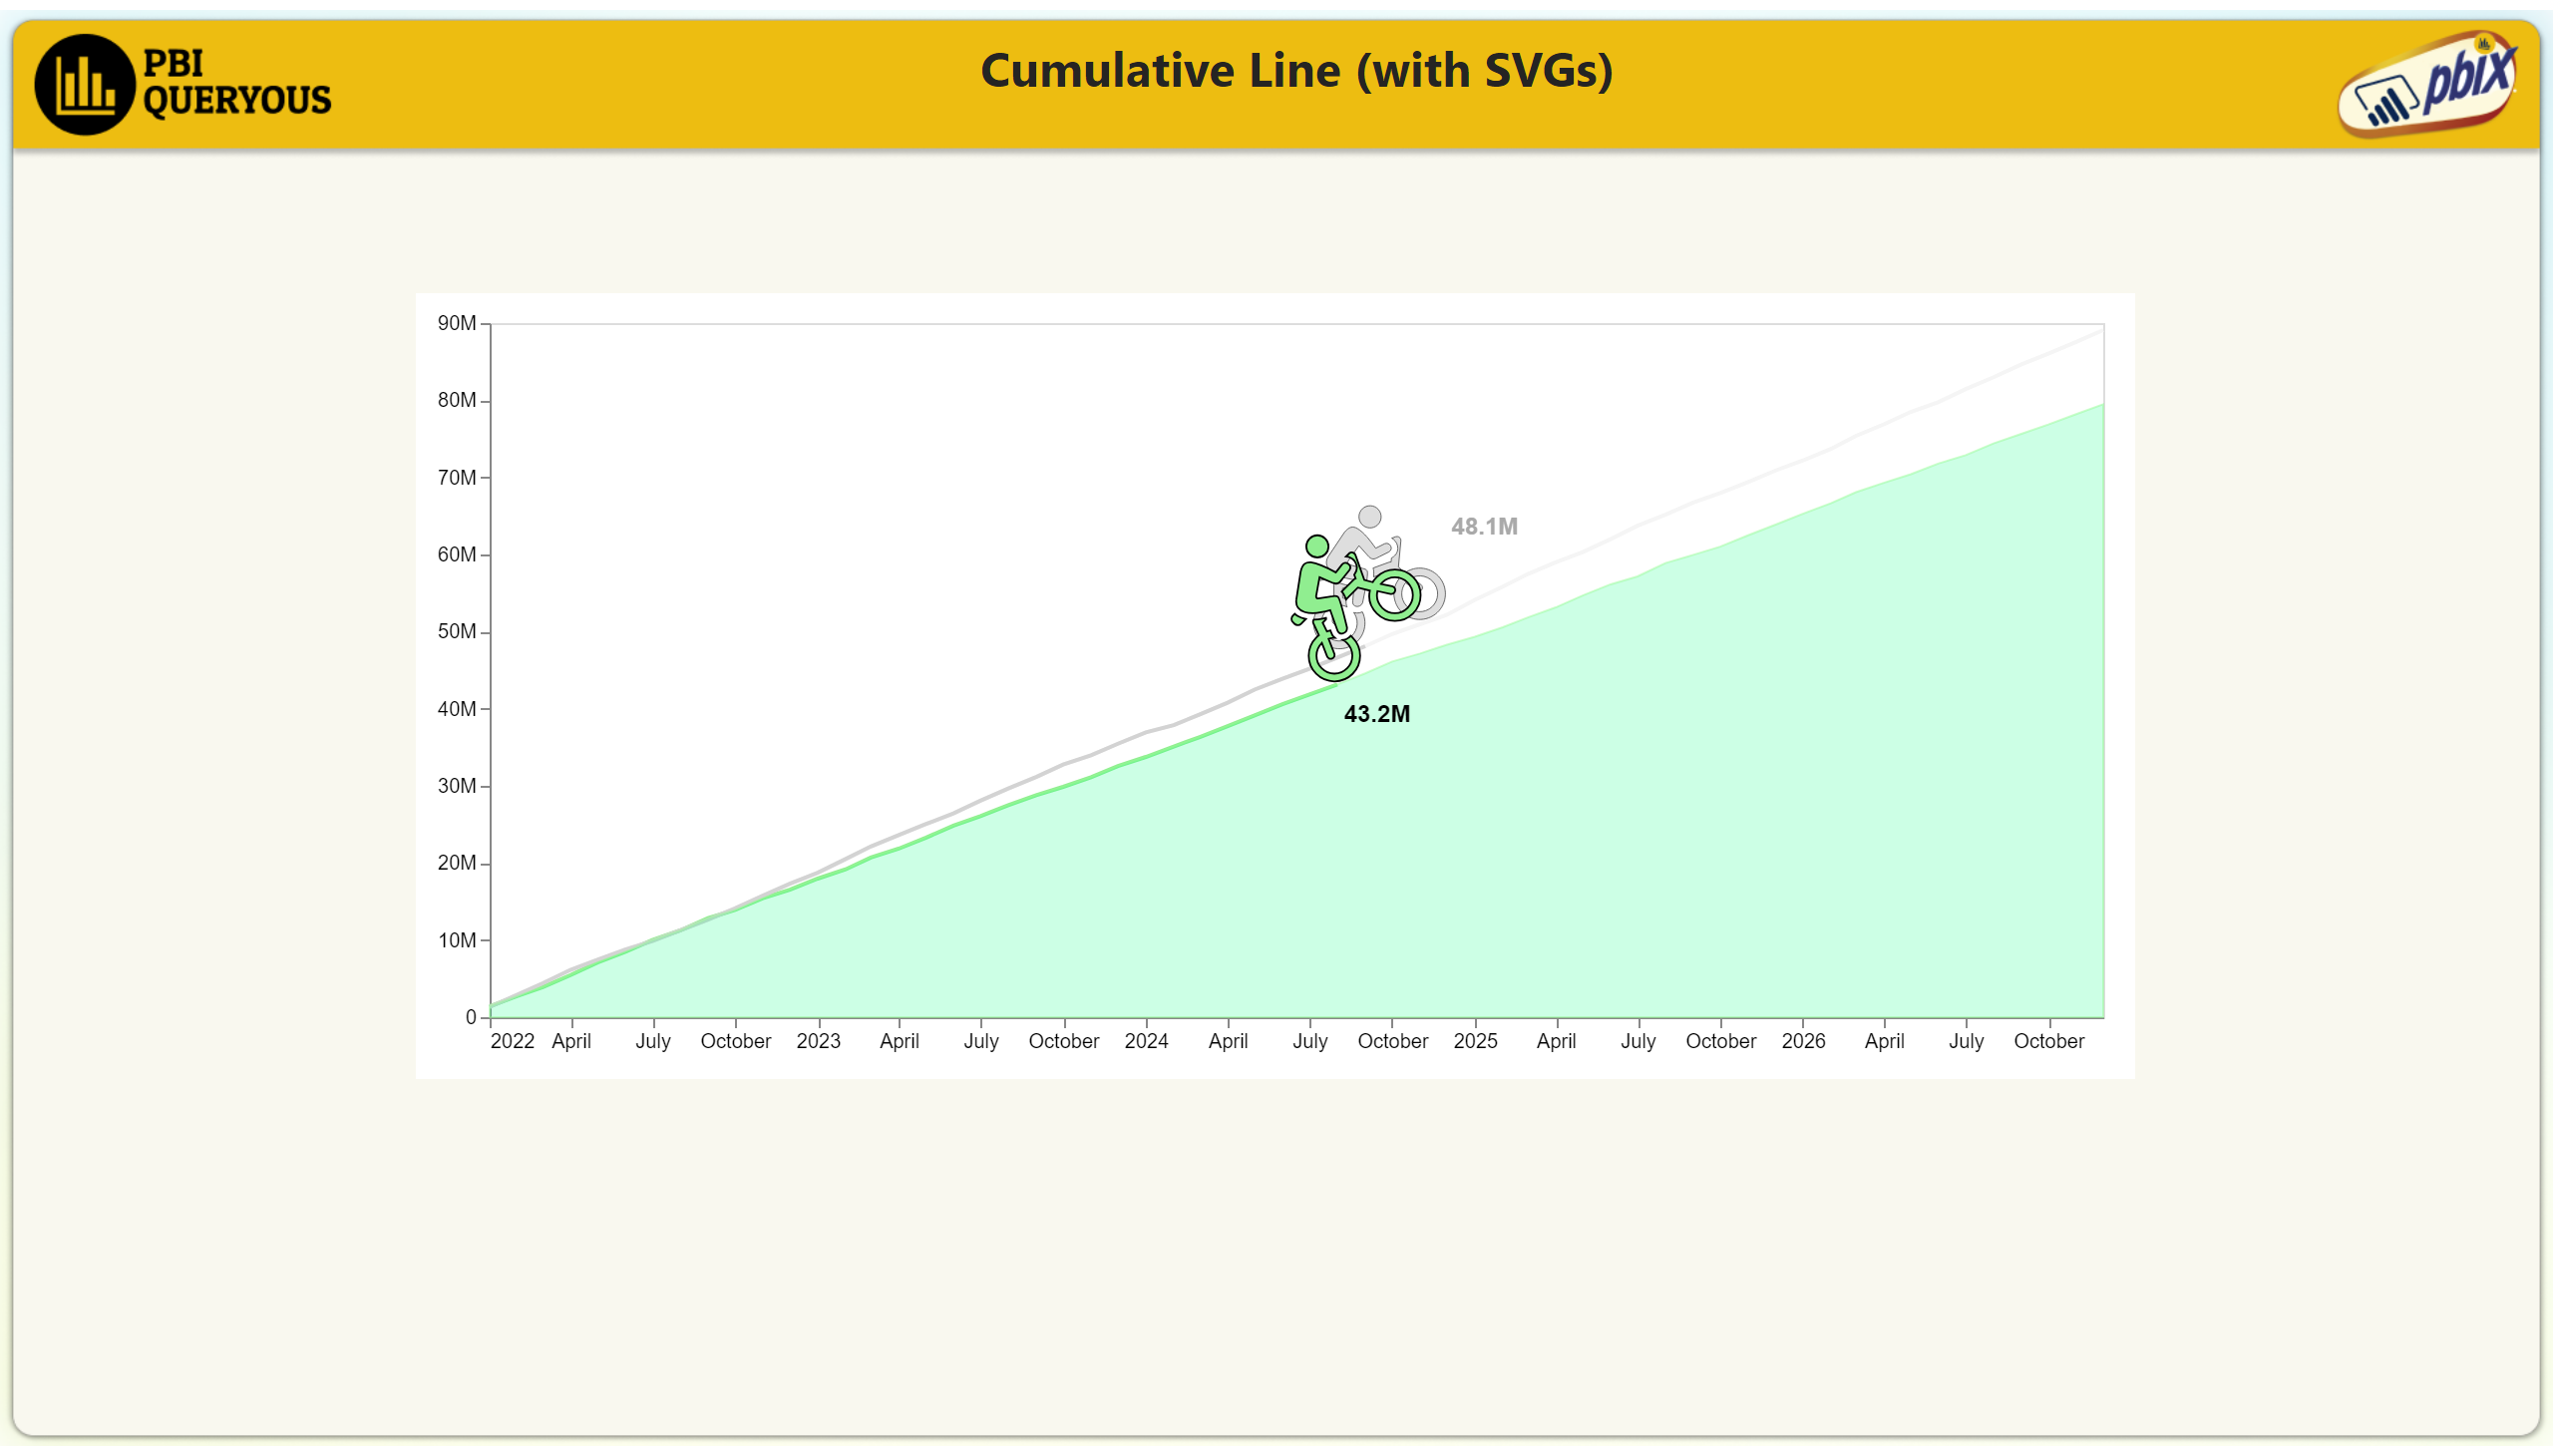 PBI
QUERYOUS
Cumulative Line (with SVGs)
pbix
90M
80M
70M
60M
50M
40M
30M
20M
10M
0
48.1M
43.2M
2022 April July October 2023 April July October 2024 April July October 2025 April July October 2026 April July October